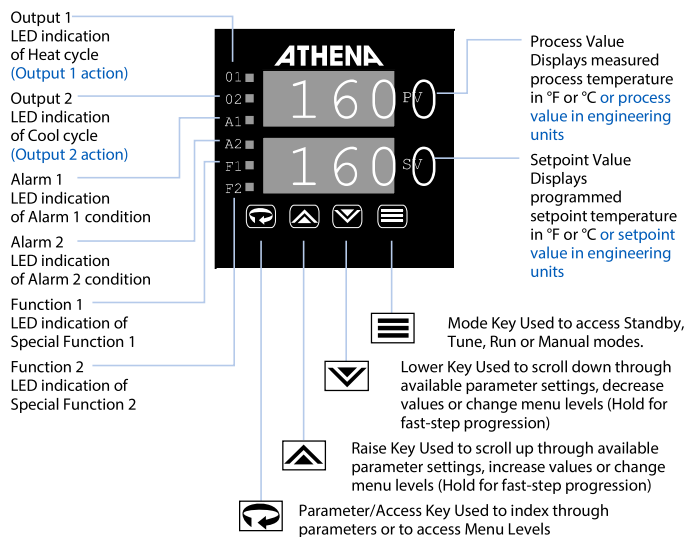 Output 1
LED indication
of Heat cycle
(Output 1 action)
Output 2
LED indication
of Cool cycle
(Output 2 action)
Alarm 1
LED indication
of Alarm 1 condition
Alarm 2
LED indication
of Alarm 2 condition
Function 1
LED indication of
Special Function 1
Function 2
LED indication of
Special Function 2
ATHENA
O1
O2
A1
A2
F1
F2
1600
PV
1600
SV
Process Value
Displays measured
process temperature
in °F or °C or process
value in engineering
units
Setpoint Value
Displays
programmed
setpoint temperature
in °F or °C or setpoint
value in engineering
units
Mode Key Used to access Standby,
Tune, Run or Manual modes.
Lower Key Used to scroll down through
available parameter settings, decrease
values or change menu levels (Hold for
fast-step progression)
Raise Key Used to scroll up through available
parameter settings, increase values or change
menu levels (Hold for fast-step progression)
Parameter/Access Key Used to index through
parameters or to access Menu Levels